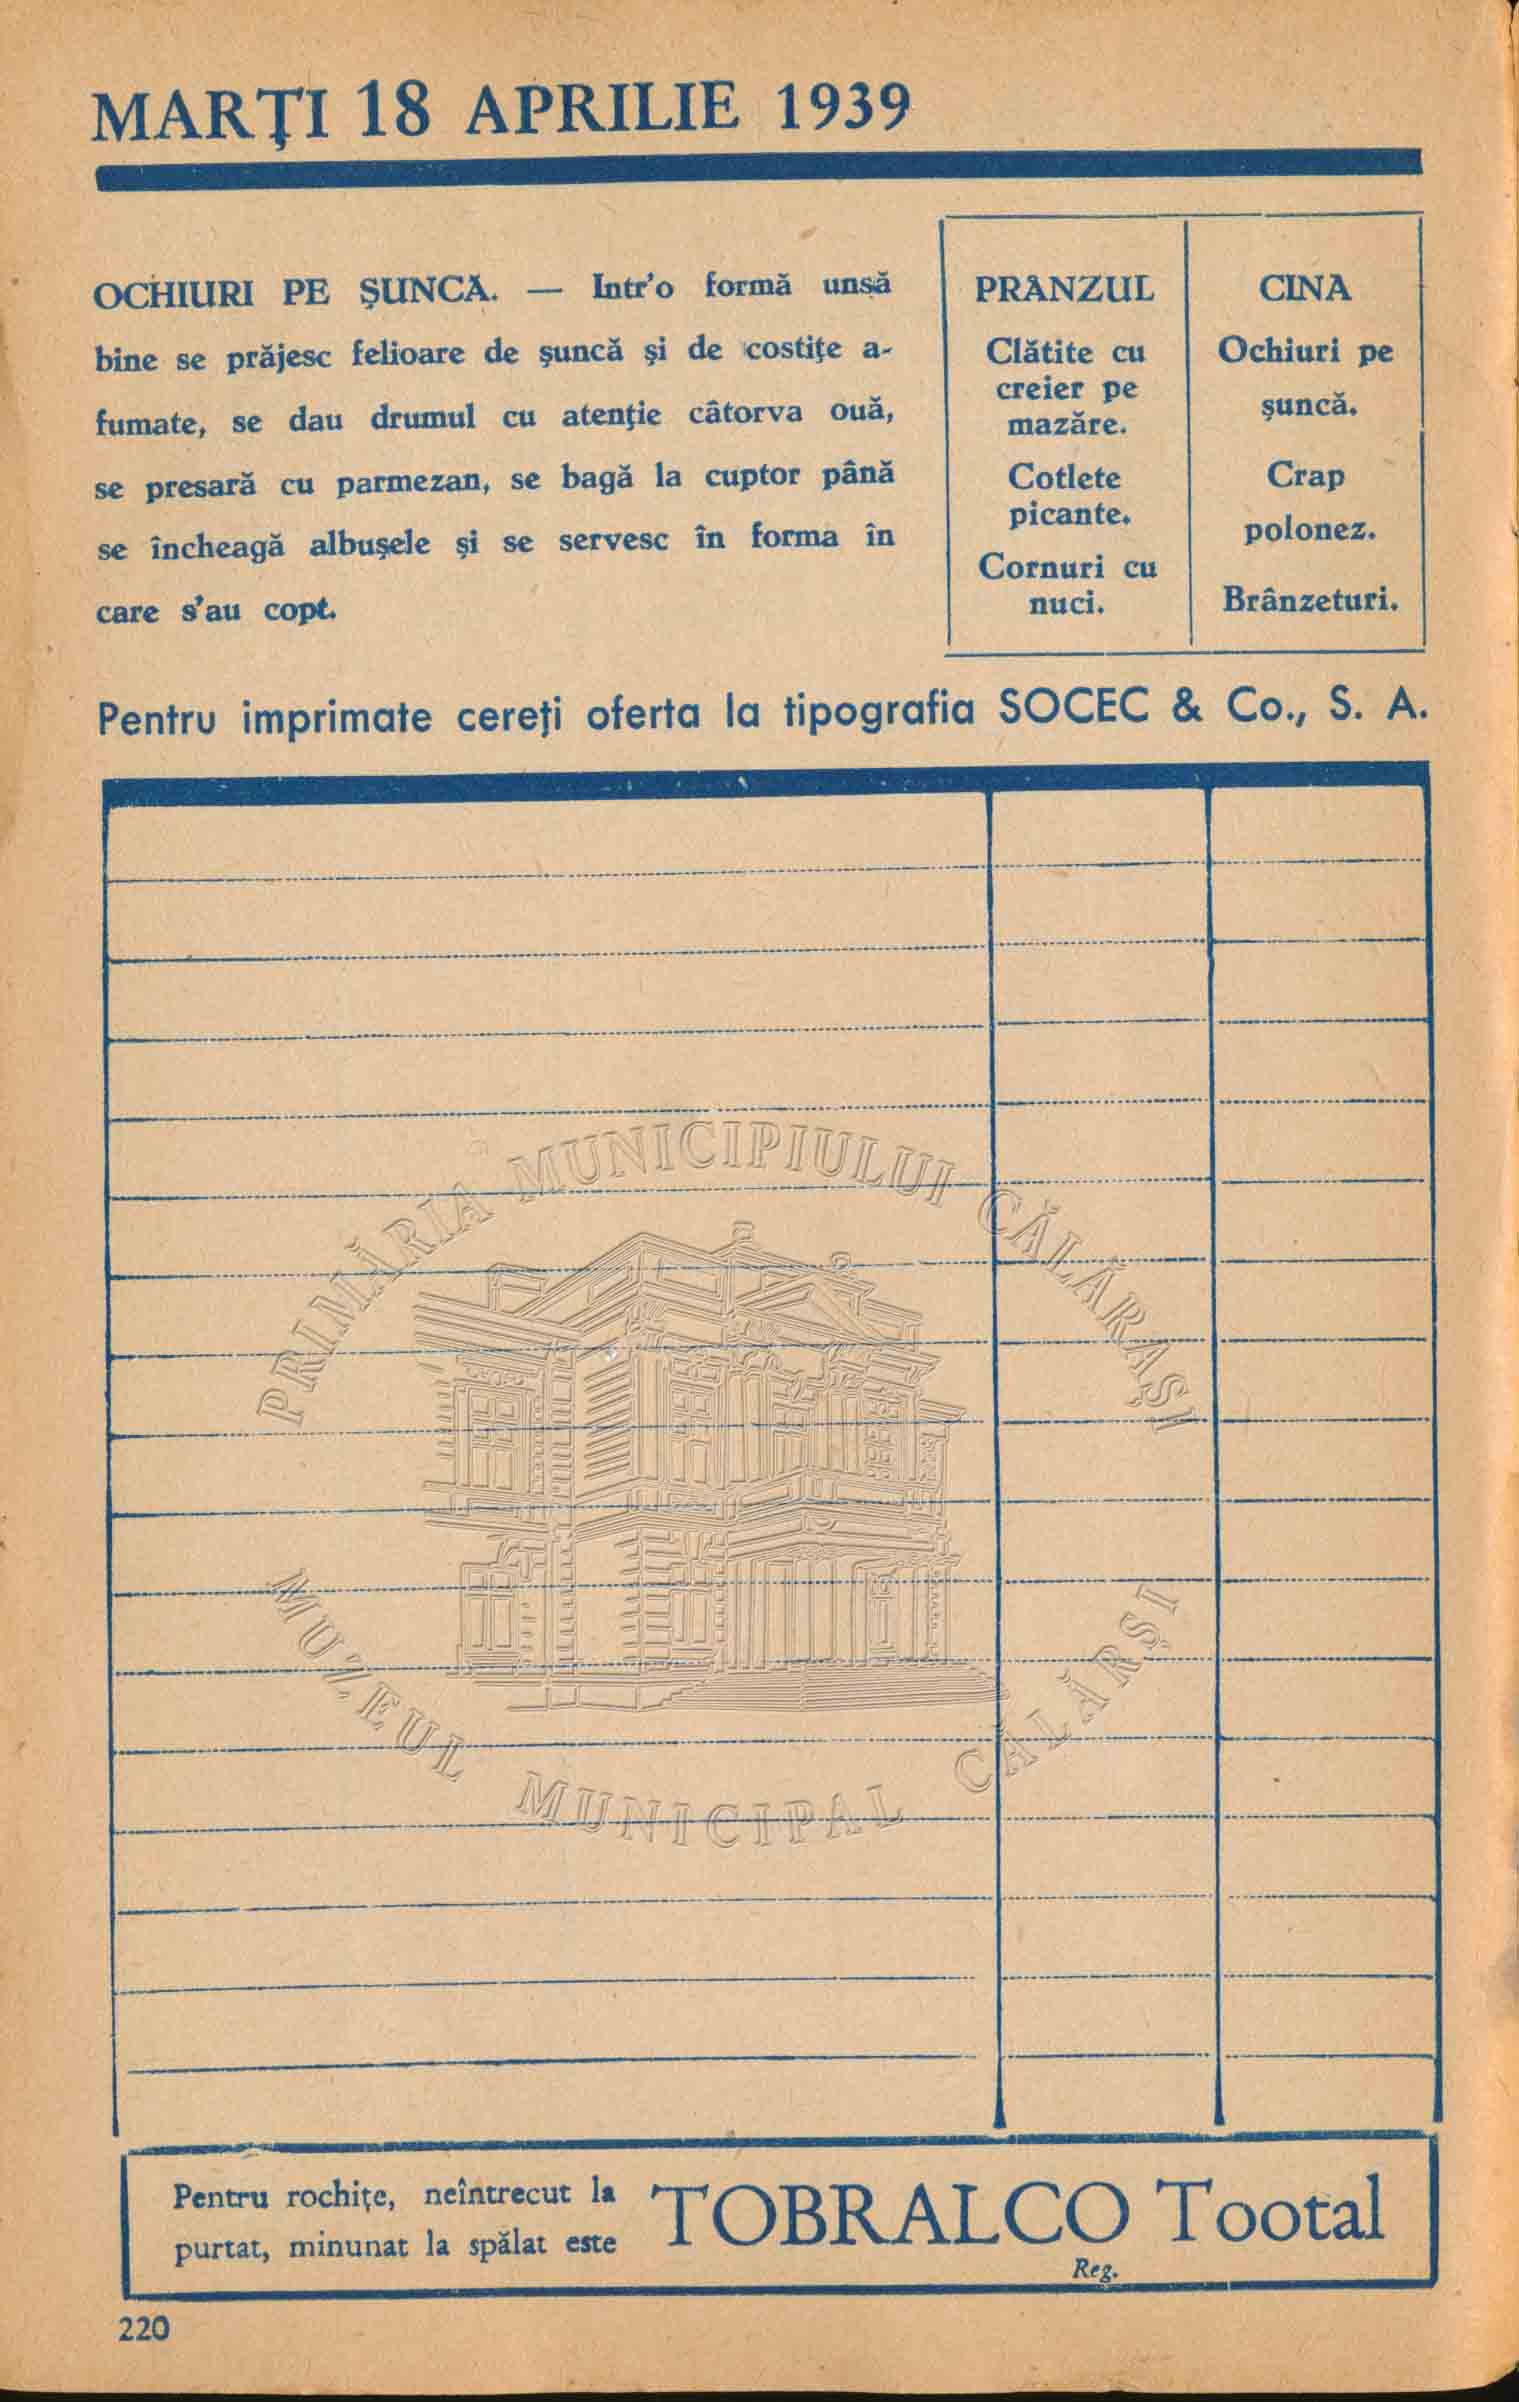 MARŢI 18 APRILIE 1939
OCHIURI PE ŞUNCĂ. — Intr'o formă unsă
bine se prăjesc felioare de şuncă şi de costiţe a-
fumate, se dau drumul cu atenţie câtorva ouă,
se presară cu parmezan, se bagă la cuptor până
se încheagă albuşele şi se servesc în forma în
care s'au copt.
PRANZUL
Clătite cu
creier pe
mazăre.
Cotlete
picante.
Cornuri cu
nuci.
CINA
Ochiuri pe
şuncă.
Crap
polonez.
Brânzeturi.
Pentru imprimate cereţi oferta la tipografia SOCEC & Co., S. A.
PRIMĂRIA MUNICIPIULUI CĂLĂRAŞI
MUZEUL MUNICIPAL CĂLĂRŞI
Pentru rochiţe, neîntrecut la
purtat, minunat la spălat este
TOBRALCO Tootal
Reg.
220